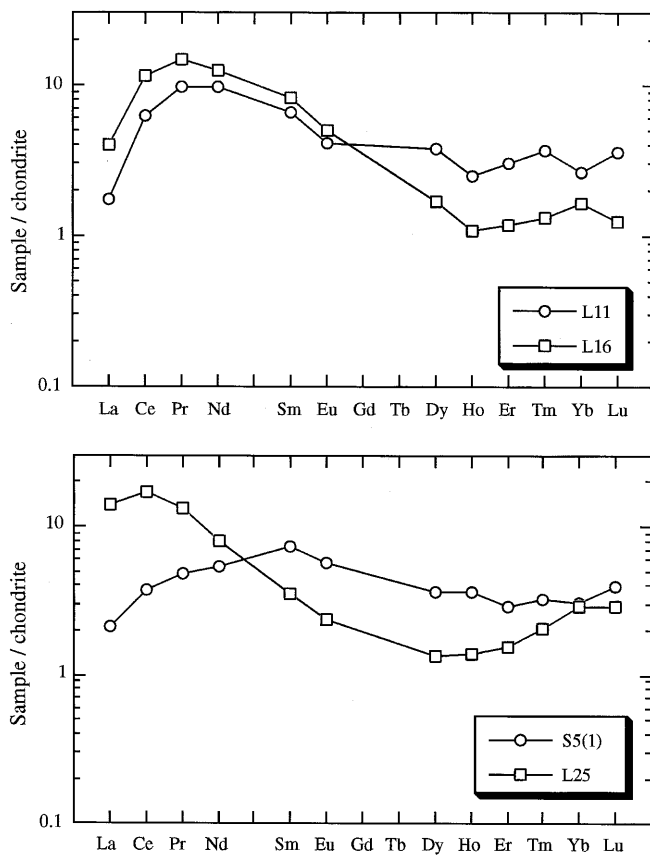 Sample / chondrite
10
1
0.1
L11
L16
La Ce Pr Nd Sm Eu Gd Tb Dy Ho Er Tm Yb Lu
Sample / chondrite
10
1
0.1
S5(1)
L25
La Ce Pr Nd Sm Eu Gd Tb Dy Ho Er Tm Yb Lu